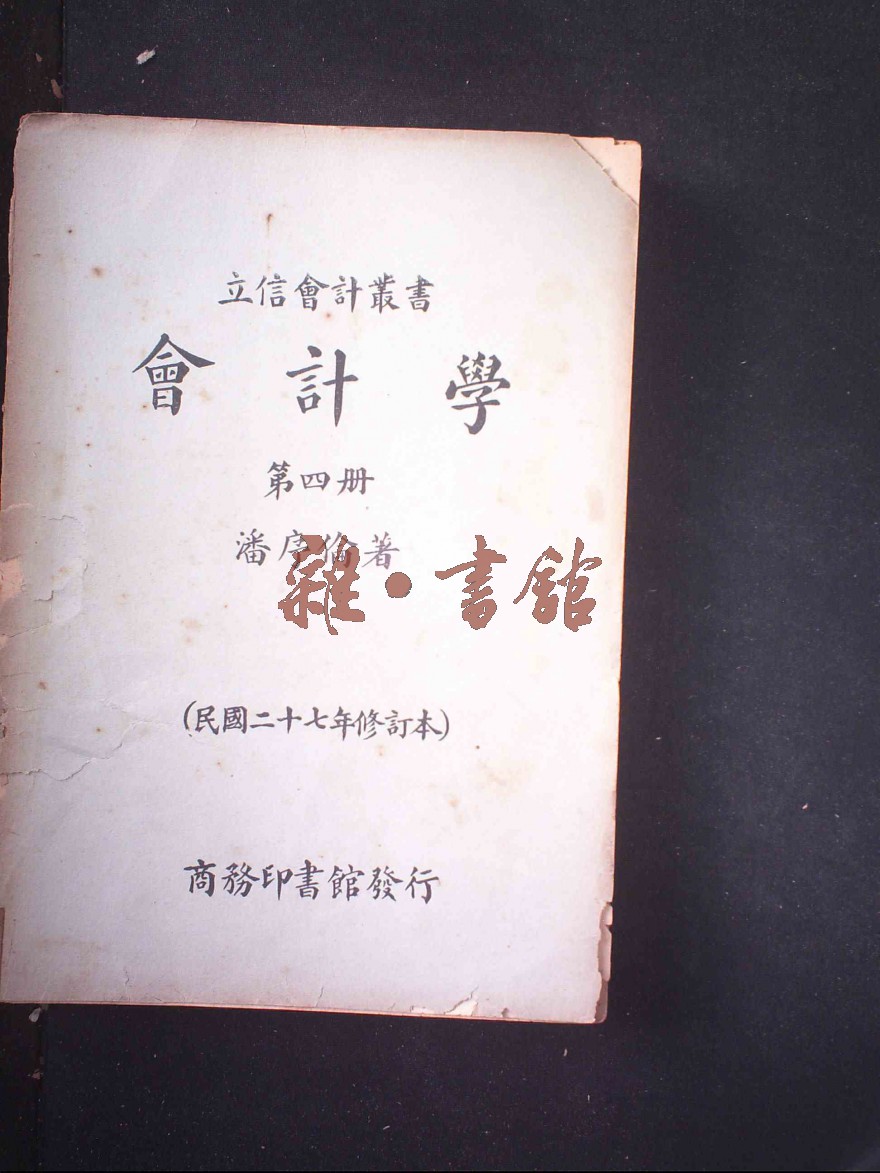 立信會計叢書
會計學
第四册
潘序倫著
雜·書館
(民國二十七年修訂本)
商務印書館發行